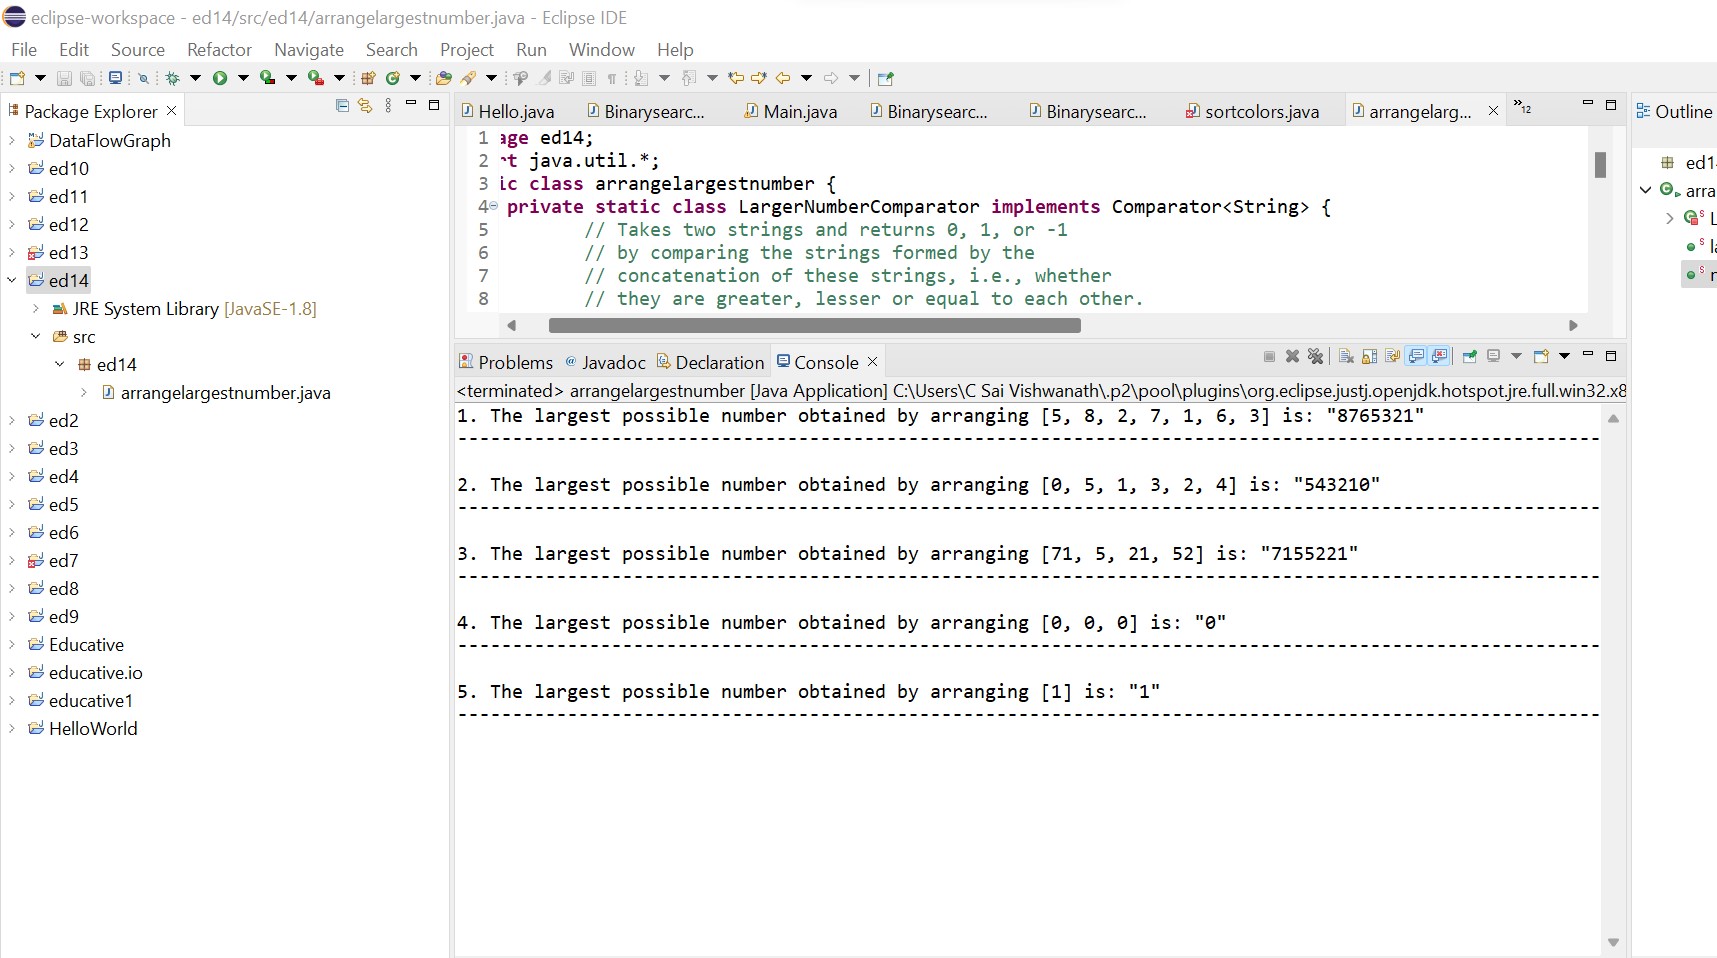 eclipse-workspace - ed14/src/ed14/arrangelargestnumber.java - Eclipse IDE
File Edit Source Refactor Navigate Search Project Run Window Help
Package Explorer
DataFlowGraph
ed10
ed11
ed12
ed13
ed14
JRE System Library [JavaSE-1.8]
src
ed14
arrangelargestnumber.java
ed2
ed3
ed4
ed5
ed6
ed7
ed8
ed9
Educative
educative.io
educative1
HelloWorld
Hello.java Binarysearc... Main.java Binarysearc... Binarysearc... sortcolors.java arrangelarg... »12
1 age ed14;
2 rt java.util.*;
3 ic class arrangelargestnumber {
4 private static class LargerNumberComparator implements Comparator<String> {
5 // Takes two strings and returns 0, 1, or -1
6 // by comparing the strings formed by the
7 // concatenation of these strings, i.e., whether
8 // they are greater, lesser or equal to each other.
Problems @ Javadoc Declaration Console
<terminated> arrangelargestnumber [Java Application] C:\Users\C Sai Vishwanath\.p2\pool\plugins\org.eclipse.justj.openjdk.hotspot.jre.full.win32.x8
1. The largest possible number obtained by arranging [5, 8, 2, 7, 1, 6, 3] is: "8765321"
--------------------------------------------------------------------------------------------------------
2. The largest possible number obtained by arranging [0, 5, 1, 3, 2, 4] is: "543210"
--------------------------------------------------------------------------------------------------------
3. The largest possible number obtained by arranging [71, 5, 21, 52] is: "7155221"
--------------------------------------------------------------------------------------------------------
4. The largest possible number obtained by arranging [0, 0, 0] is: "0"
--------------------------------------------------------------------------------------------------------
5. The largest possible number obtained by arranging [1] is: "1"
--------------------------------------------------------------------------------------------------------
Outline
ed1
arra
L